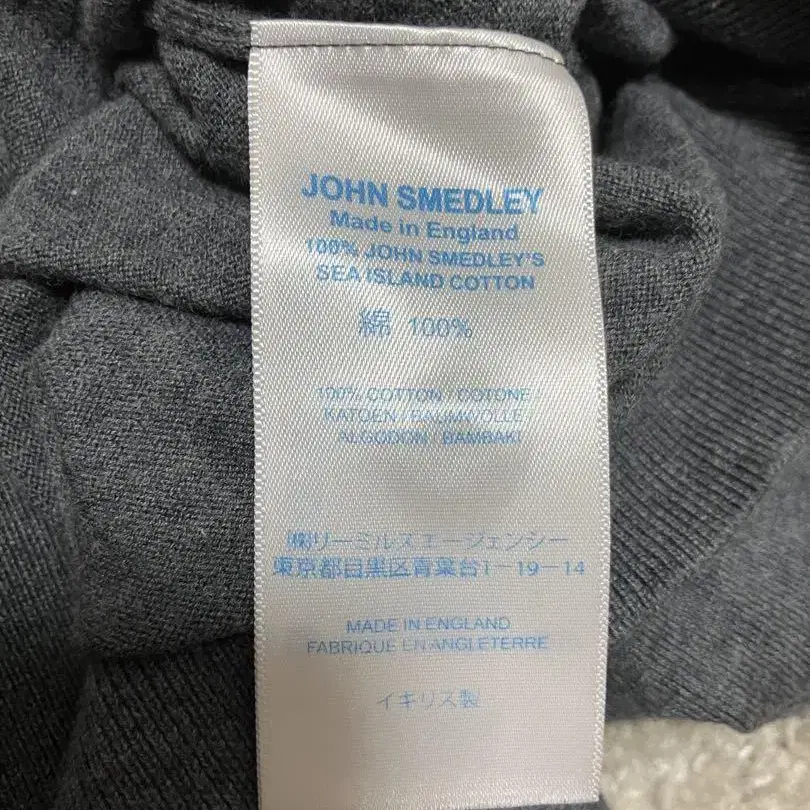 JOHN SMEDLEY
Made in England
100% JOHN SMEDLEY'S
SEA ISLAND COTTON
綿 100%
100% COTTON / COTONE
KATOEN / BAUMWOLLE
ALGODON / BAMBAKI
㈱リーミルスエージェンシー
東京都目黒区青葉台1-19-14
MADE IN ENGLAND
FABRIQUE EN ANGLETERRE
イギリス製